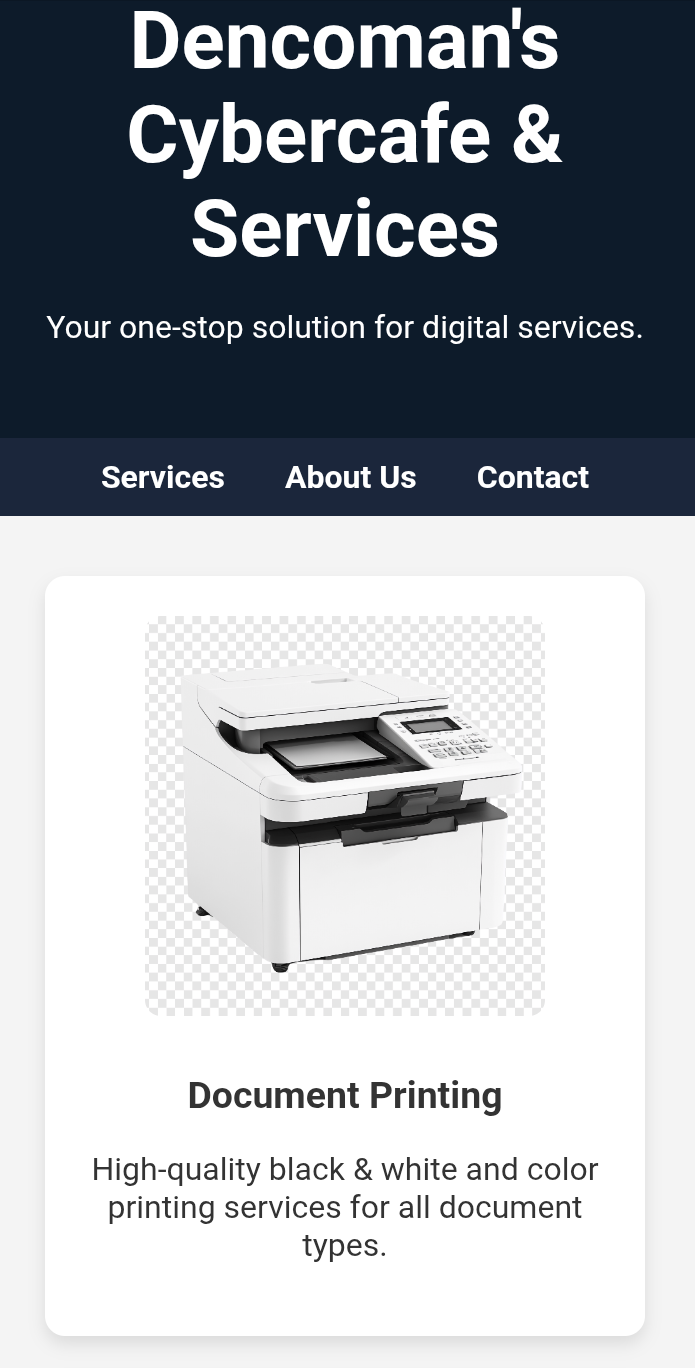 Dencoman's
Cybercafe &
Services
Your one-stop solution for digital services.
Services About Us Contact
Document Printing
High-quality black & white and color
printing services for all document
types.